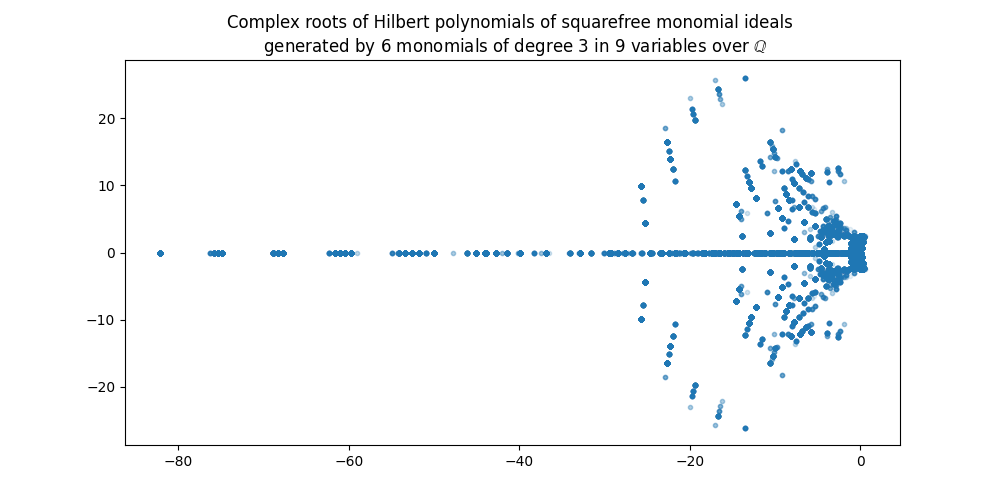 Complex roots of Hilbert polynomials of squarefree monomial ideals
generated by 6 monomials of degree 3 in 9 variables over ℚ
20
10
0
−10
−20
−80 −60 −40 −20 0